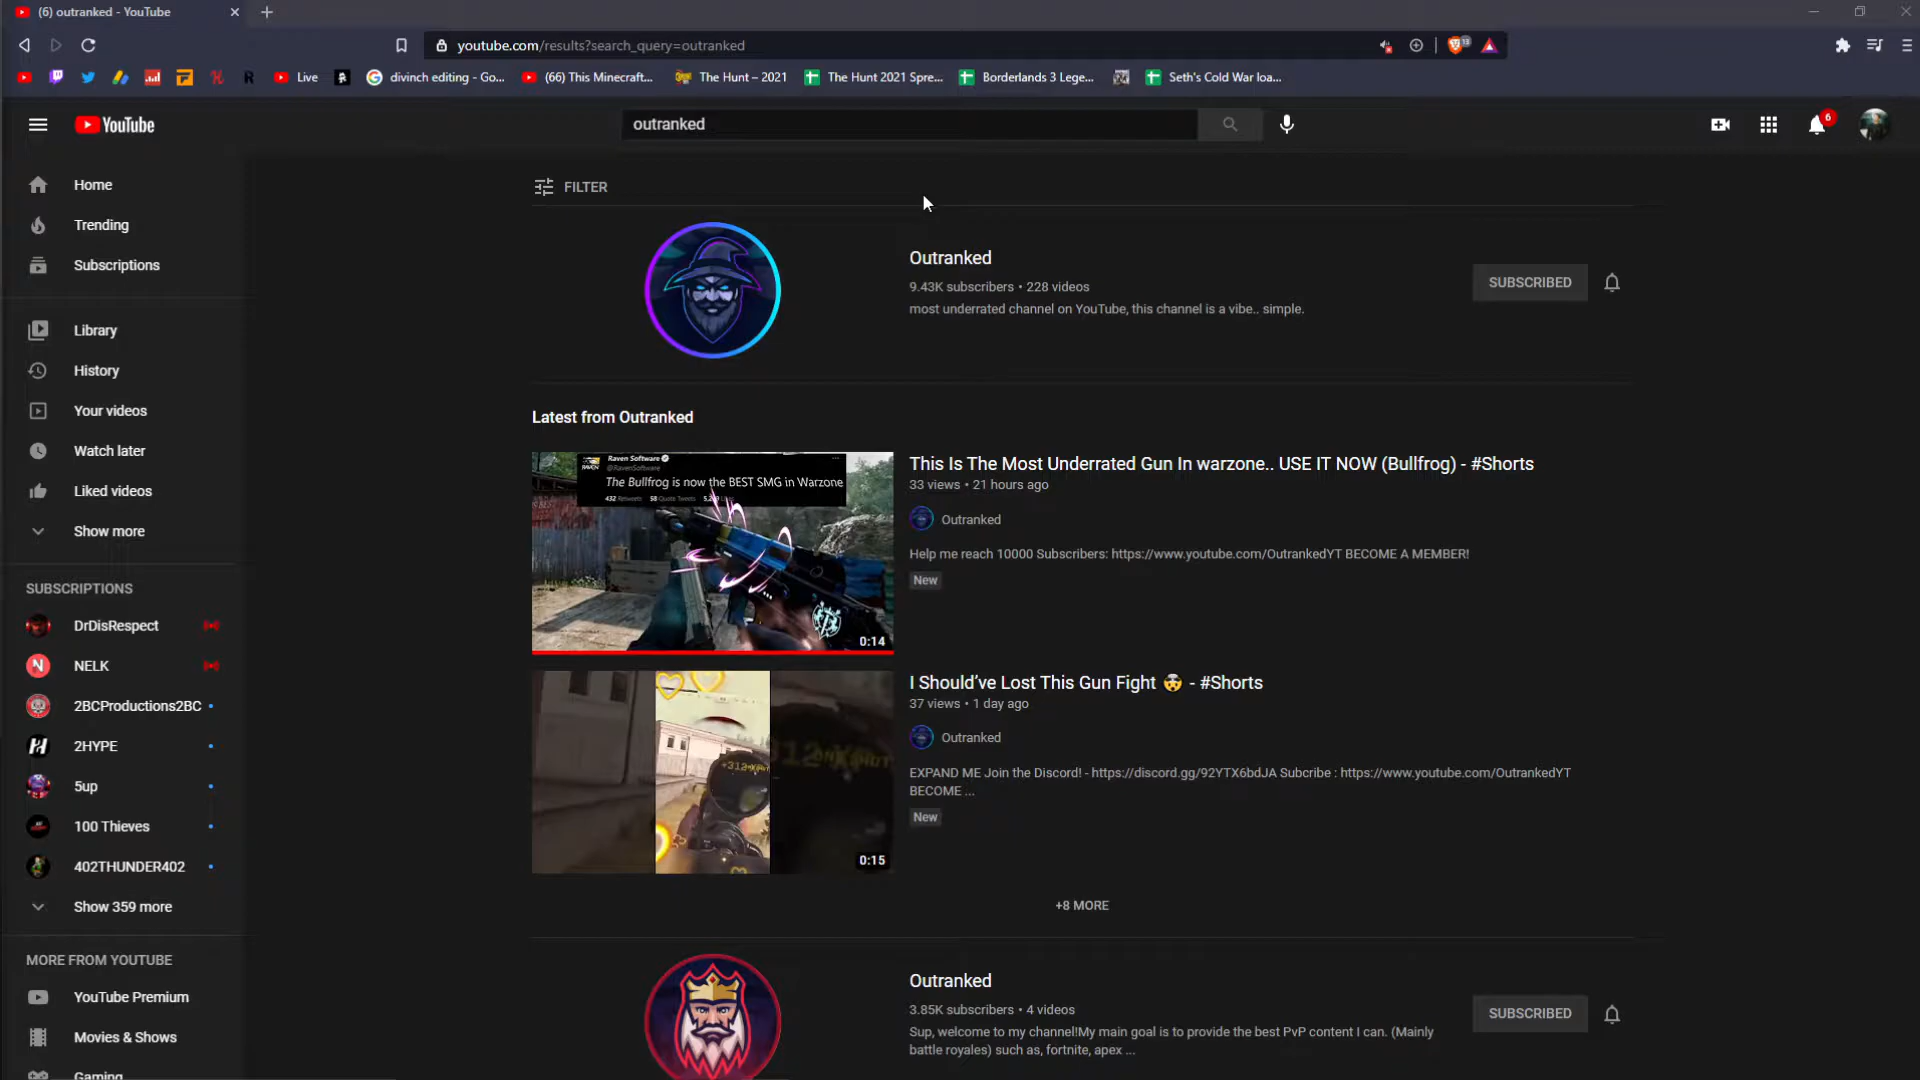 (6) outranked - YouTube
youtube.com/results?search_query=outranked
13
Live
divinch editing - Go...
(66) This Minecraft...
The Hunt – 2021
The Hunt 2021 Spre...
Borderlands 3 Lege...
Seth's Cold War loa...
YouTube
outranked
6
Home
Trending
Subscriptions
Library
History
Your videos
Watch later
Liked videos
Show more
SUBSCRIPTIONS
DrDisRespect
NELK
2BCProductions2BC
2HYPE
5up
100 Thieves
402THUNDER402
Show 359 more
MORE FROM YOUTUBE
YouTube Premium
Movies & Shows
Gaming
FILTER
Outranked
9.43K subscribers • 228 videos
most underrated channel on YouTube, this channel is a vibe.. simple.
SUBSCRIBED
Latest from Outranked
Raven Software
@RavenSoftware
The Bullfrog is now the BEST SMG in Warzone
432 Retweets 58 Quote Tweets
0:14
This Is The Most Underrated Gun In warzone.. USE IT NOW (Bullfrog) - #Shorts
33 views • 21 hours ago
Outranked
Help me reach 10000 Subscribers: https://www.youtube.com/OutrankedYT BECOME A MEMBER!
New
0:15
I Should've Lost This Gun Fight 🤯 - #Shorts
37 views • 1 day ago
Outranked
EXPAND ME Join the Discord! - https://discord.gg/92YTX6bdJA Subcribe : https://www.youtube.com/OutrankedYT
BECOME ...
New
+8 MORE
Outranked
3.85K subscribers • 4 videos
Sup, welcome to my channel!My main goal is to provide the best PvP content I can. (Mainly
battle royales) such as, fortnite, apex ...
SUBSCRIBED